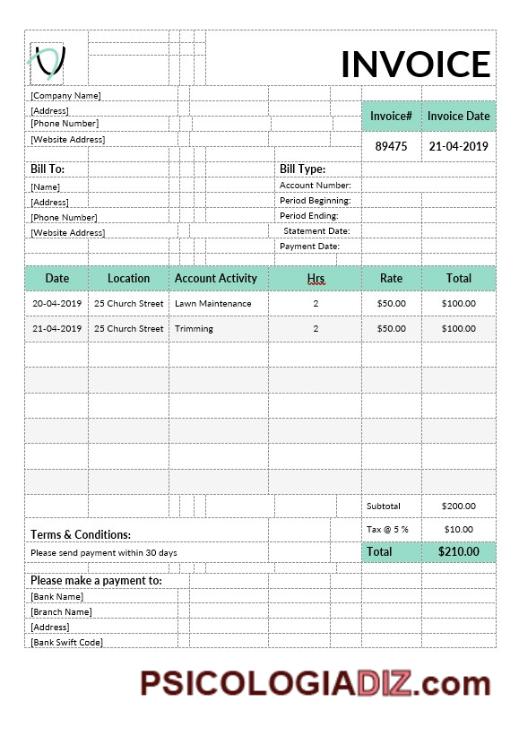 INVOICE
[Company Name]
[Address]
[Phone Number]
[Website Address]
Invoice# Invoice Date
89475 21-04-2019
Bill To: Bill Type:
[Name] Account Number:
[Address] Period Beginning:
[Phone Number] Period Ending:
[Website Address] Statement Date:
Payment Date:
Date Location Account Activity Hrs Rate Total
20-04-2019 25 Church Street Lawn Maintenance 2 $50.00 $100.00
21-04-2019 25 Church Street Trimming 2 $50.00 $100.00
Subtotal $200.00
Terms & Conditions: Tax @ 5 % $10.00
Please send payment within 30 days Total $210.00
Please make a payment to:
[Bank Name]
[Branch Name]
[Address]
[Bank Swift Code]
PSICOLOGIADIZ.com